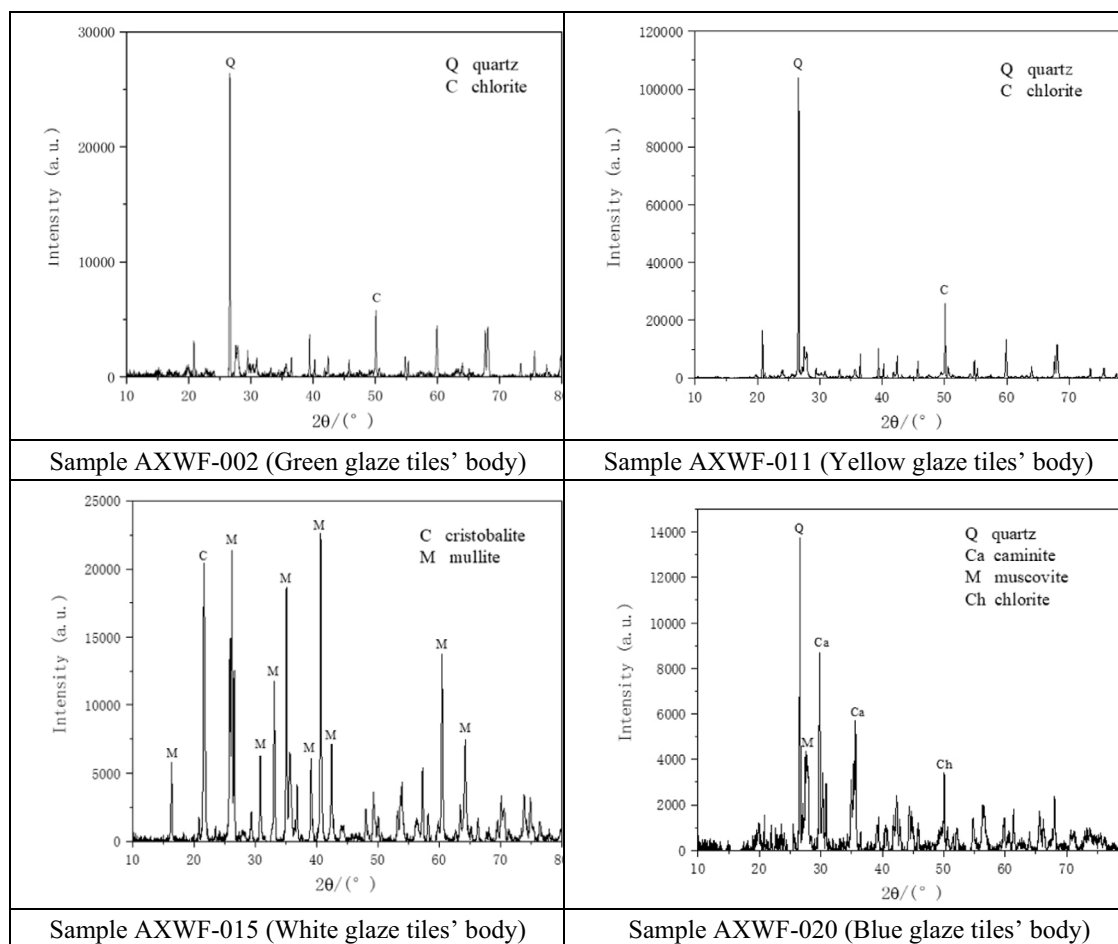 30000
20000
10000
0
Intensity (a.u.)
Q
C
Q quartz
C chlorite
10 20 30 40 50 60 70 80
2θ/(°)
Sample AXWF-002 (Green glaze tiles’ body)
120000
100000
80000
60000
40000
20000
0
Intensity (a.u.)
Q
C
Q quartz
C chlorite
10 20 30 40 50 60 70
2θ/(°)
Sample AXWF-011 (Yellow glaze tiles’ body)
25000
20000
15000
10000
5000
0
Intensity (a.u.)
M
C
M
M
M
M
M
M
M
M
M
C cristobalite
M mullite
10 20 30 40 50 60 70 80
2θ/(°)
Sample AXWF-015 (White glaze tiles’ body)
14000
12000
10000
8000
6000
4000
2000
0
Intensity (a.u.)
Q
M
Ca
Ca
Ch
Q quartz
Ca caminite
M muscovite
Ch chlorite
10 20 30 40 50 60 70
2θ/(°)
Sample AXWF-020 (Blue glaze tiles’ body)